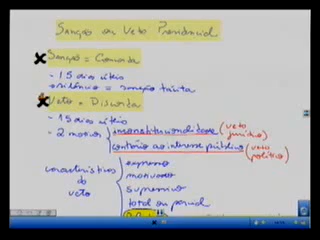 Sanção ou Veto Presidencial
Sanção = Concorda
- 15 dias úteis
silêncio = sanção tácita
Veto = Discorda
- 15 dias úteis
- 2 motivos inconstitucionalidade (veto jurídico)
contrário ao interesse público (veto político)
características do veto
expresso
motivado
supressivo
total ou parcial